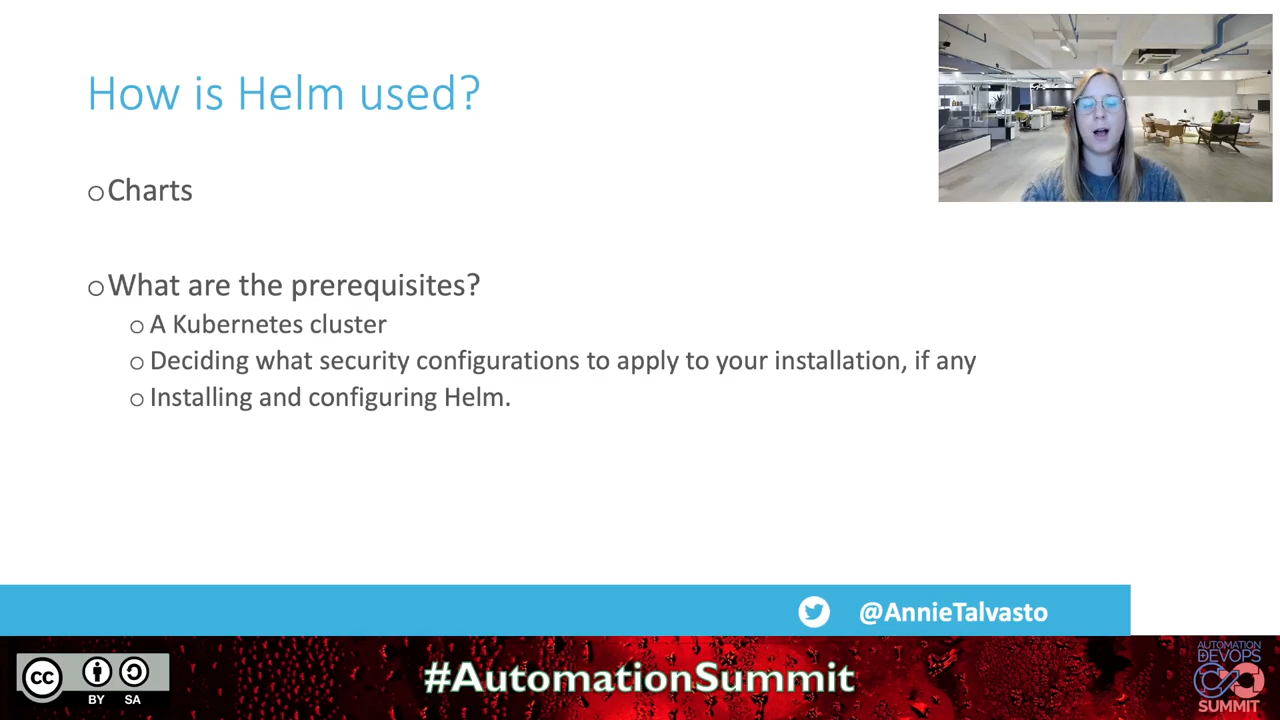 How is Helm used?
Charts
What are the prerequisites?
A Kubernetes cluster
Deciding what security configurations to apply to your installation, if any
Installing and configuring Helm.
@AnnieTalvasto
#AutomationSummit
cc
BY SA
AUTOMATION
DEVOPS
SUMMIT